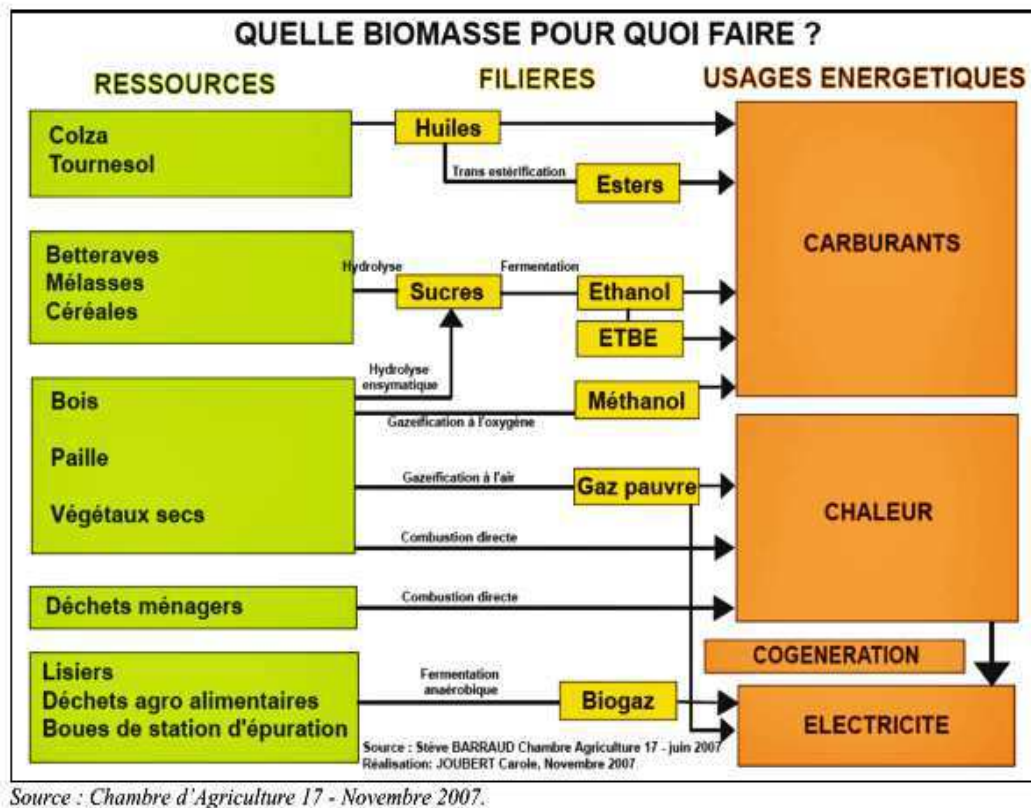 QUELLE BIOMASSE POUR QUOI FAIRE ?
RESSOURCES
FILIERES
USAGES ENERGETIQUES
Colza
Tournesol
Huiles
Trans estérification
Esters
CARBURANTS
Betteraves
Mélasses
Céréales
Hydrolyse
Sucres
Fermentation
Ethanol
ETBE
Bois
Paille
Végétaux secs
Hydrolyse
ensymatique
Gazeification à l'oxygène
Méthanol
Gazeification à l'air
Gaz pauvre
Combustion directe
CHALEUR
Déchets ménagers
Combustion directe
COGENERATION
Lisiers
Déchets agro alimentaires
Boues de station d'épuration
Fermentation
anaérobique
Biogaz
ELECTRICITE
Source : Stève BARRAUD Chambre Agriculture 17 - juin 2007
Réalisation: JOUBERT Carole, Novembre 2007
Source : Chambre d'Agriculture 17 - Novembre 2007.